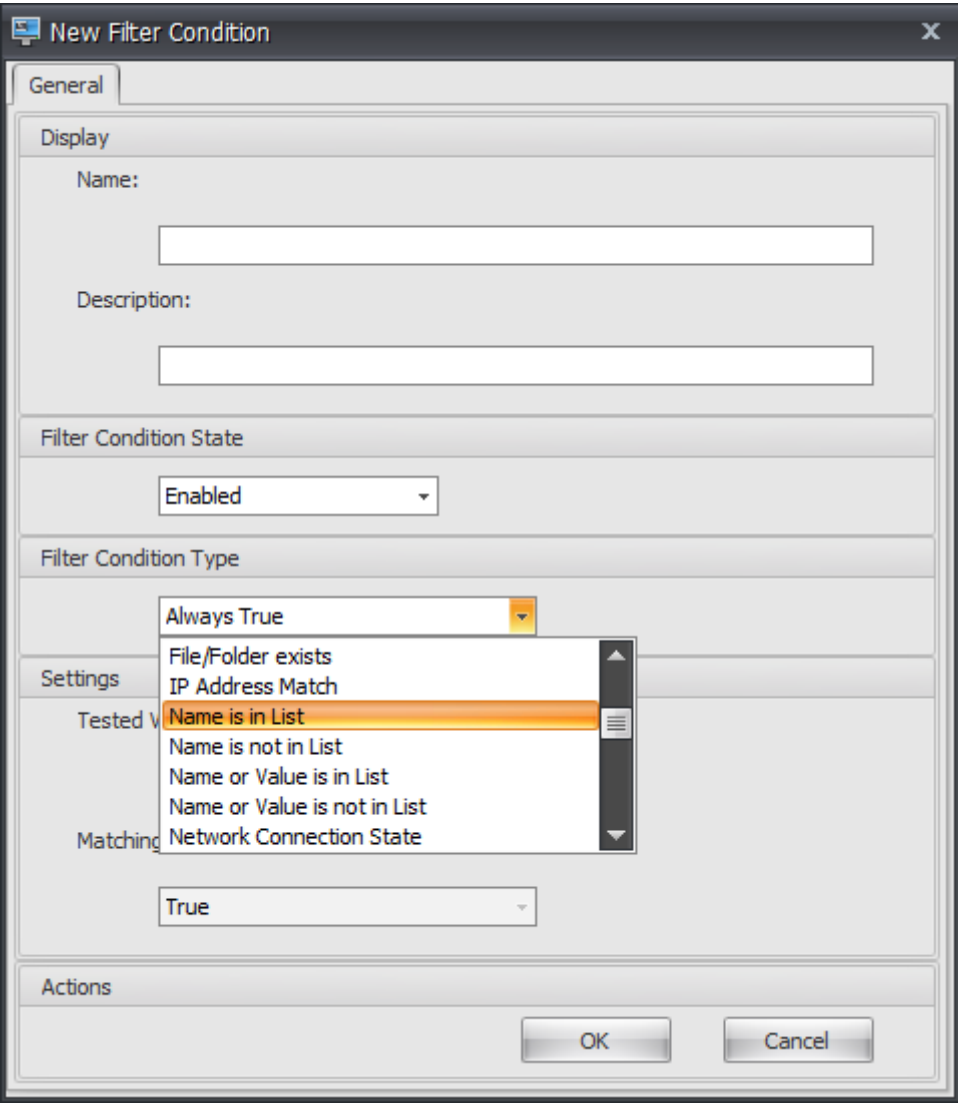 New Filter Condition
General
Display
Name:
Description:
Filter Condition State
Enabled
Filter Condition Type
Always True
File/Folder exists
IP Address Match
Settings
Name is in List
Tested
Name is not in List
Name or Value is in List
Name or Value is not in List
Network Connection State
Matching
True
Actions
OK Cancel